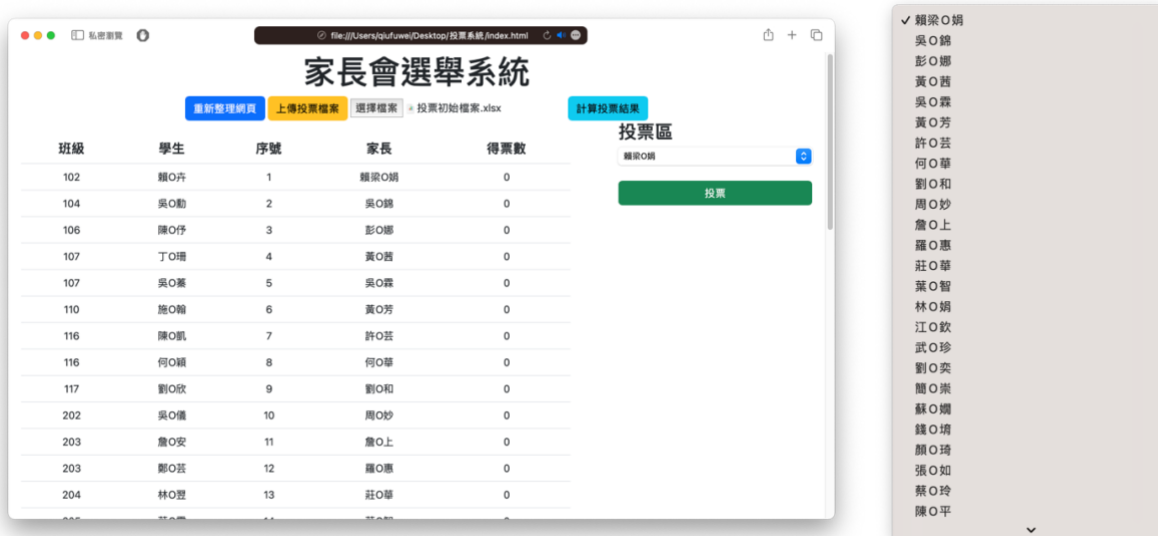 私密瀏覽
file:///Users/qiufuwei/Desktop/投票系統/index.html
家長會選舉系統
重新整理網頁 上傳投票檔案 選擇檔案 投票初始檔案.xlsx 計算投票結果
投票區
賴梁O娟
投票
班級 學生 序號 家長 得票數
102 賴O卉 1 賴梁O娟 0
104 吳O勳 2 吳O錦 0
106 陳O伃 3 彭O娜 0
107 丁O珊 4 黃O茜 0
107 吳O蓁 5 吳O霖 0
110 施O翰 6 黃O芳 0
116 陳O凱 7 許O芸 0
116 何O穎 8 何O華 0
117 劉O欣 9 劉O和 0
202 吳O儀 10 周O妙 0
203 詹O安 11 詹O上 0
203 鄭O芸 12 羅O惠 0
204 林O翌 13 莊O華 0
賴梁O娟
吳O錦
彭O娜
黃O茜
吳O霖
黃O芳
許O芸
何O華
劉O和
周O妙
詹O上
羅O惠
莊O華
葉O智
林O娟
江O欽
武O珍
劉O奕
簡O崇
蘇O嫺
錢O堉
顏O琦
張O如
蔡O玲
陳O平